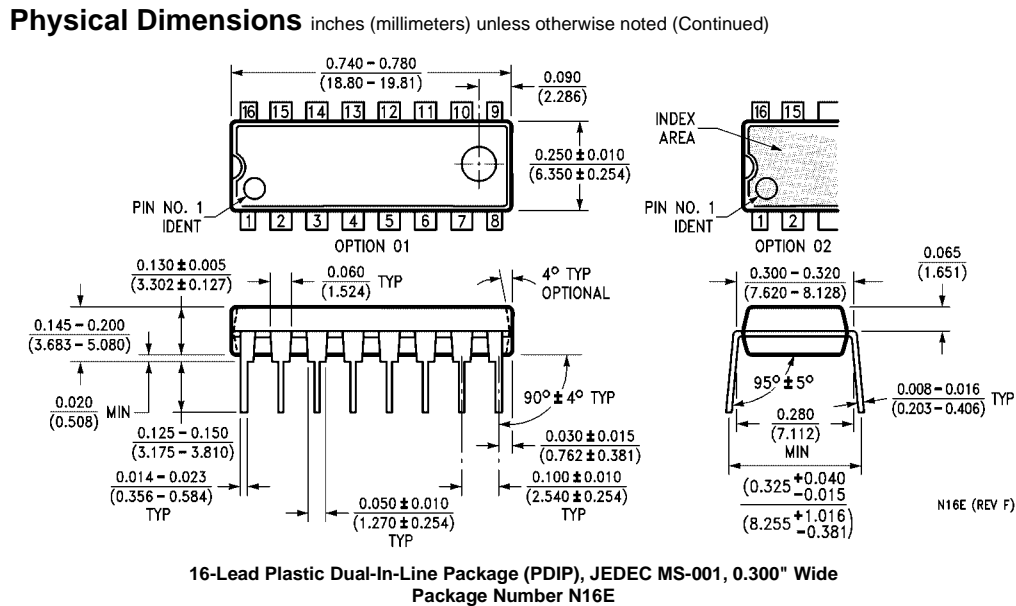 Physical Dimensions inches (millimeters) unless otherwise noted (Continued)
0.740 – 0.780
(18.80 – 19.81)
0.090
(2.286)
16 15 14 13 12 11 10 9
16 15
INDEX
AREA
0.250 ± 0.010
(6.350 ± 0.254)
PIN NO. 1
IDENT
1 2 3 4 5 6 7 8
OPTION 01
PIN NO. 1
IDENT
1 2
OPTION 02
0.130 ± 0.005
(3.302 ± 0.127)
0.060
(1.524)
TYP
4° TYP
OPTIONAL
0.300 – 0.320
(7.620 – 8.128)
0.065
(1.651)
0.145 – 0.200
(3.683 – 5.080)
0.020
(0.508)
MIN
0.125 – 0.150
(3.175 – 3.810)
0.014 – 0.023
(0.356 – 0.584)
TYP
0.050 ± 0.010
(1.270 ± 0.254)
TYP
90° ± 4° TYP
0.030 ± 0.015
(0.762 ± 0.381)
0.100 ± 0.010
(2.540 ± 0.254)
TYP
95° ± 5°
0.008 – 0.016
(0.203 – 0.406)
TYP
0.280
(7.112)
MIN
(0.325 +0.040
–0.015
(8.255 +1.016
–0.381)
N16E (REV F)
16-Lead Plastic Dual-In-Line Package (PDIP), JEDEC MS-001, 0.300" Wide
Package Number N16E